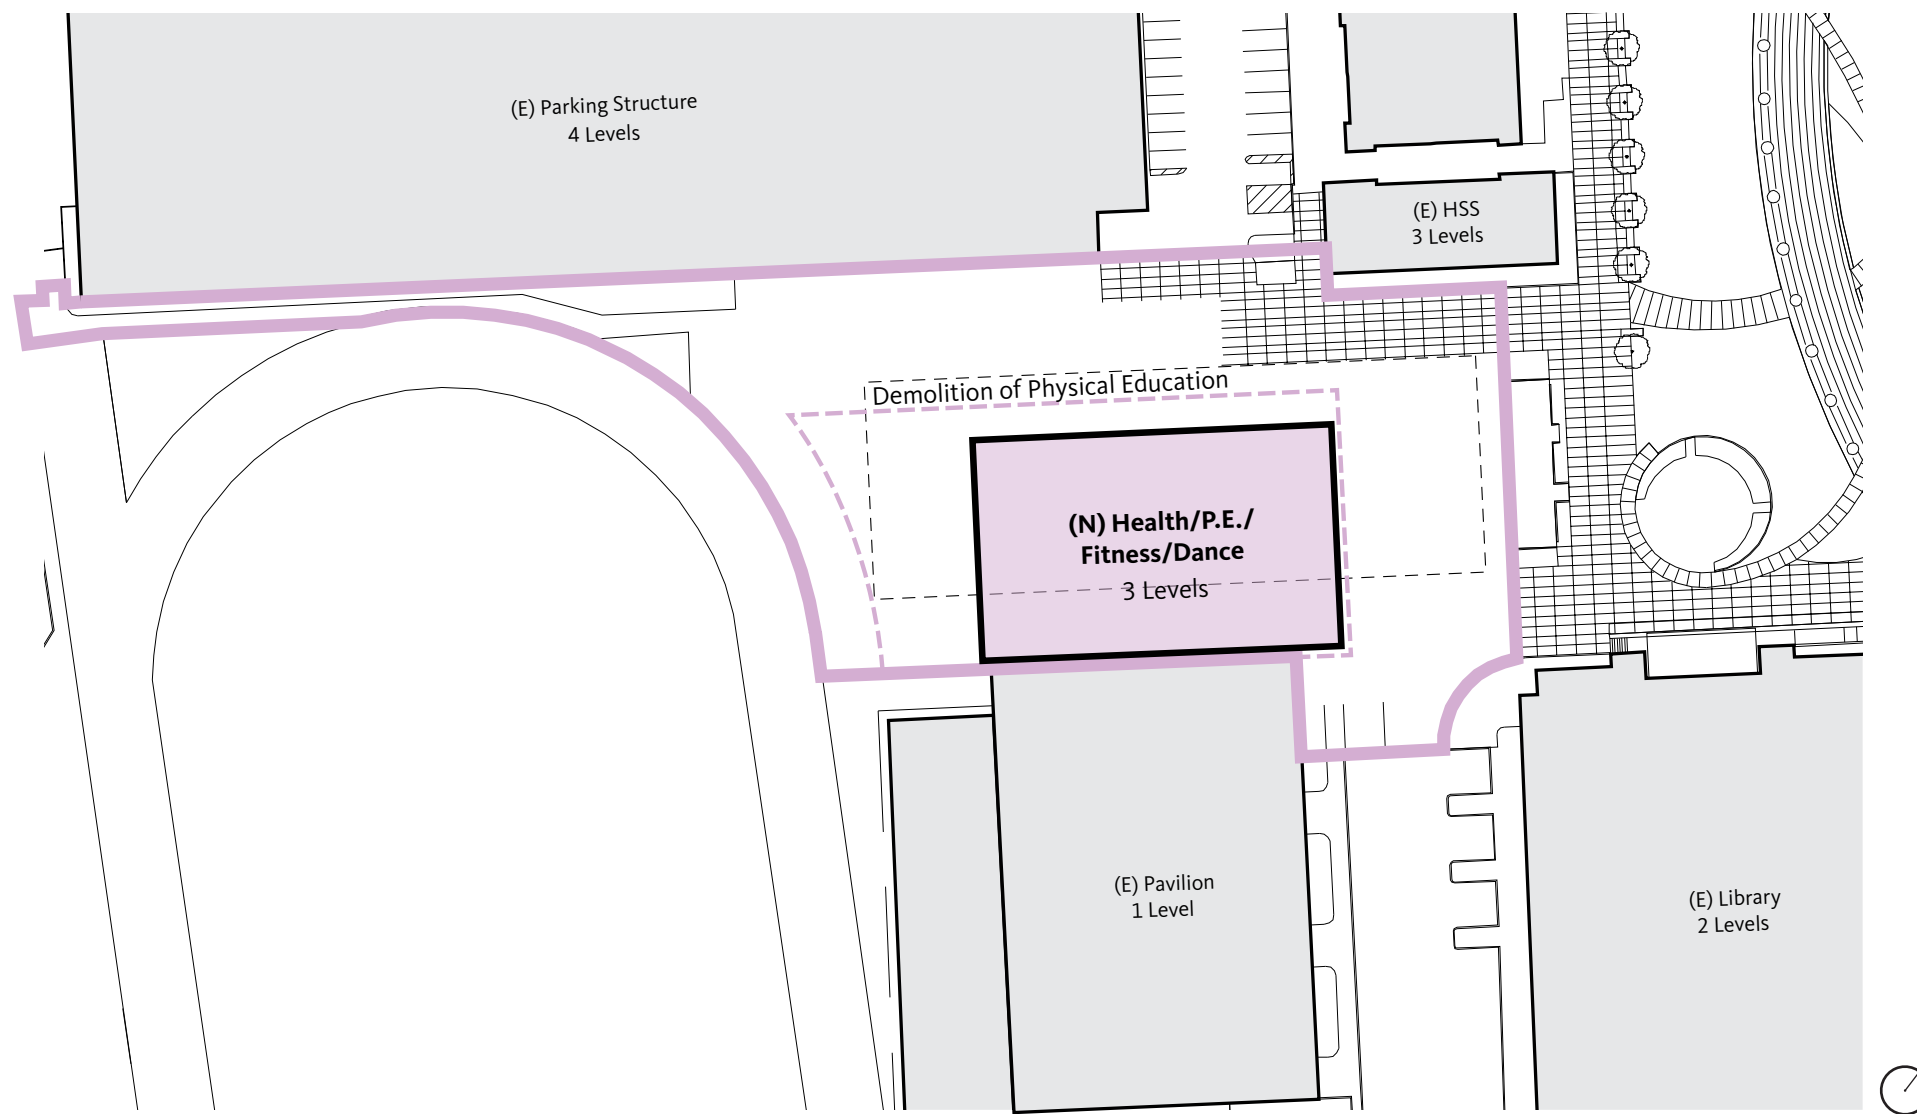 (E) Parking Structure
4 Levels
(E) HSS
3 Levels
Demolition of Physical Education
(N) Health/P.E./
Fitness/Dance
3 Levels
(E) Pavilion
1 Level
(E) Library
2 Levels